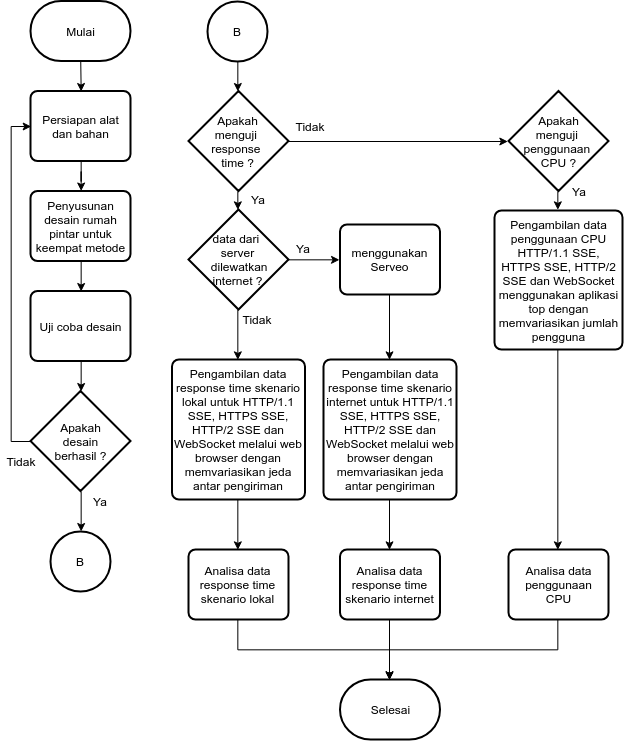 Mulai
Persiapan alat
dan bahan
Penyusunan
desain rumah
pintar untuk
keempat metode
Uji coba desain
Apakah
desain
berhasil ?
Tidak
Ya
B
B
Apakah
menguji
response
time ?
Tidak
Ya
data dari
server
dilewatkan
internet ?
Ya
Tidak
menggunakan
Serveo
Pengambilan data
response time skenario
lokal untuk HTTP/1.1
SSE, HTTPS SSE,
HTTP/2 SSE dan
WebSocket melalui web
browser dengan
memvariasikan jeda
antar pengiriman
Pengambilan data
response time skenario
internet untuk HTTP/1.1
SSE, HTTPS SSE,
HTTP/2 SSE dan
WebSocket melalui web
browser dengan
memvariasikan jeda
antar pengiriman
Apakah
menguji
penggunaan
CPU ?
Ya
Pengambilan data
penggunaan CPU
HTTP/1.1 SSE,
HTTPS SSE, HTTP/2
SSE dan WebSocket
menggunakan aplikasi
top dengan
memvariasikan jumlah
pengguna
Analisa data
response time
skenario lokal
Analisa data
response time
skenario internet
Analisa data
penggunaan
CPU
Selesai